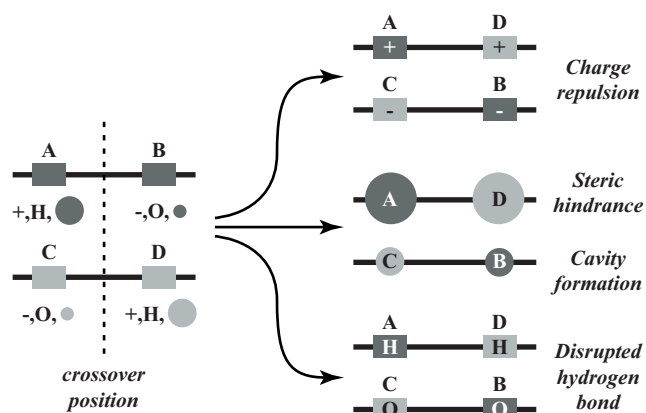 A B
+,H, -,O,
C D
-,O, +,H,
crossover
position
A D
+ +
C B
- -
Charge
repulsion
A D
Steric
hindrance
C B
Cavity
formation
A D
H H
C B
O O
Disrupted
hydrogen
bond